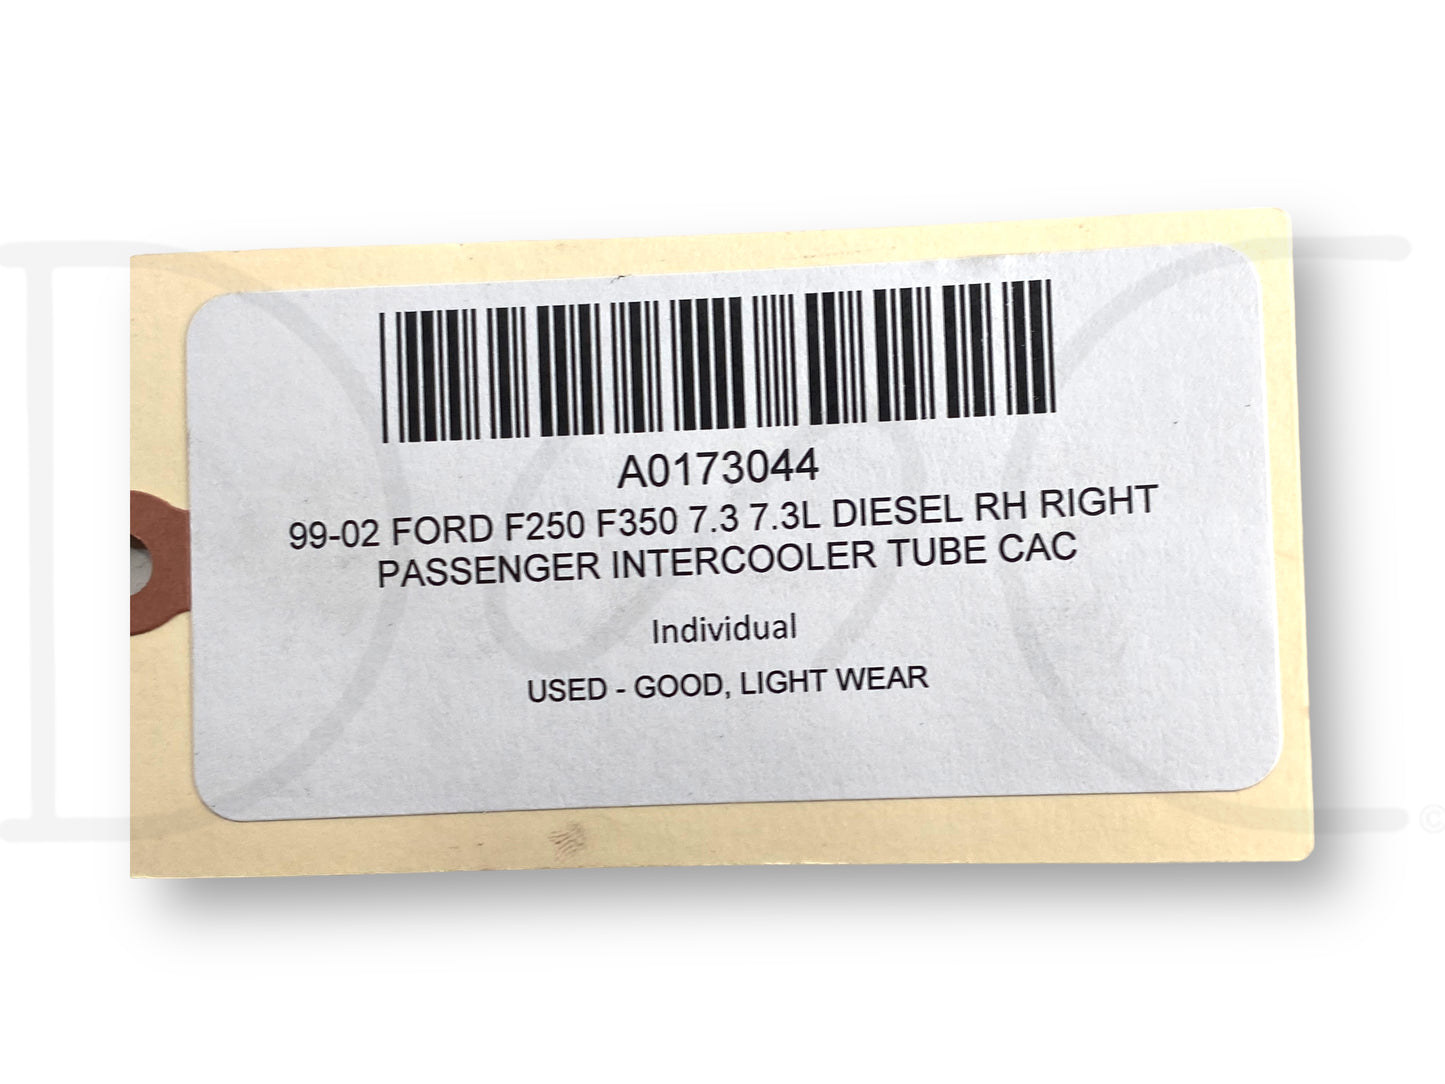 A0173044
99-02 FORD F250 F350 7.3 7.3L DIESEL RH RIGHT
PASSENGER INTERCOOLER TUBE CAC
Individual
USED - GOOD, LIGHT WEAR
D&C
©